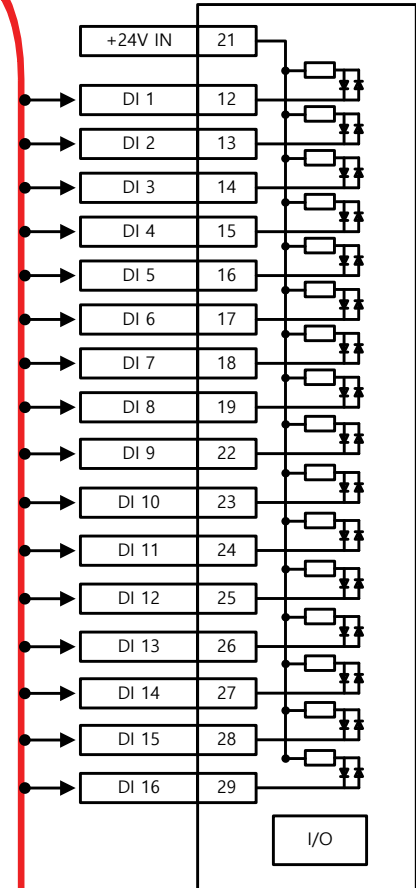 +24V IN 21
DI 1 12
DI 2 13
DI 3 14
DI 4 15
DI 5 16
DI 6 17
DI 7 18
DI 8 19
DI 9 22
DI 10 23
DI 11 24
DI 12 25
DI 13 26
DI 14 27
DI 15 28
DI 16 29
I/O